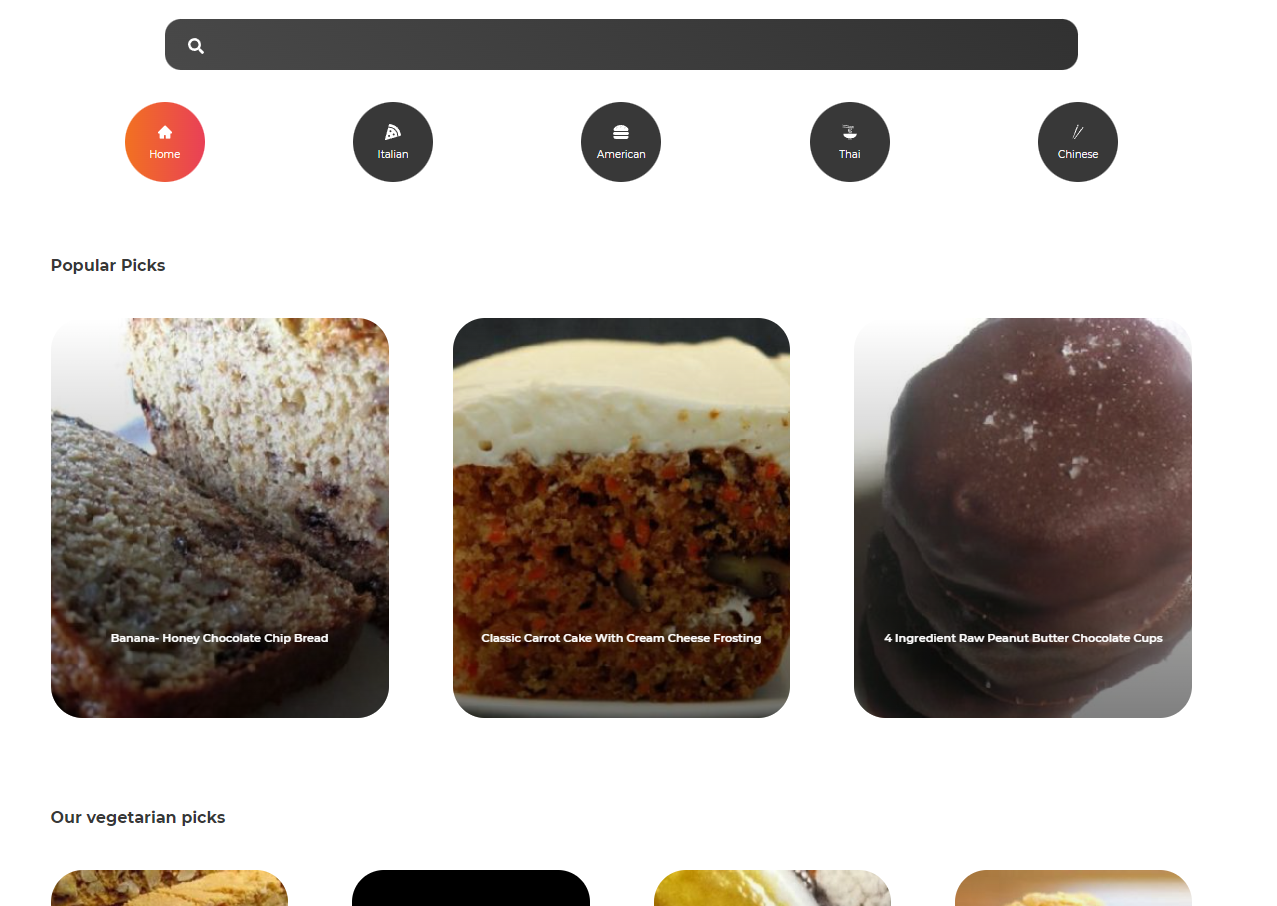 Home
Italian
American
Thai
Chinese
Popular Picks
Banana- Honey Chocolate Chip Bread
Classic Carrot Cake With Cream Cheese Frosting
4 Ingredient Raw Peanut Butter Chocolate Cups
Our vegetarian picks